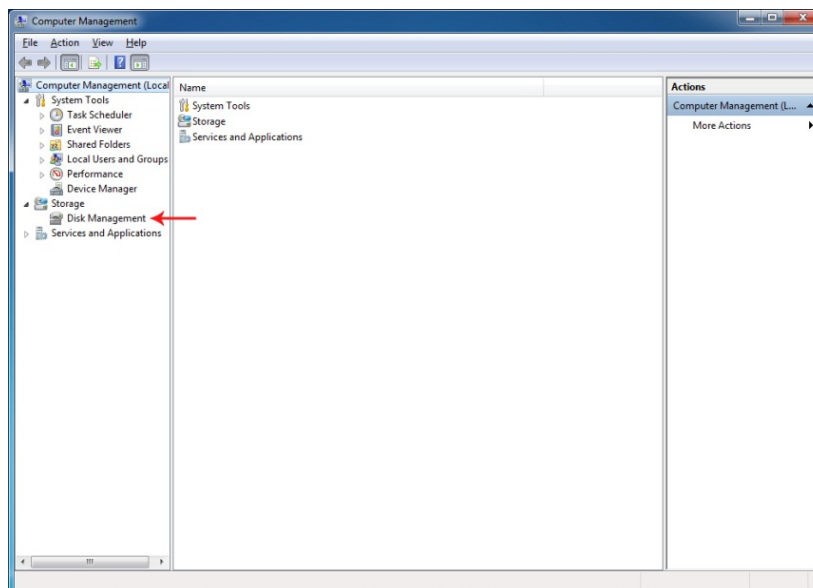 Computer Management
File Action View Help
Computer Management (Local
System Tools
Task Scheduler
Event Viewer
Shared Folders
Local Users and Groups
Performance
Device Manager
Storage
Disk Management
Services and Applications
Name
System Tools
Storage
Services and Applications
Actions
Computer Management (L...
More Actions